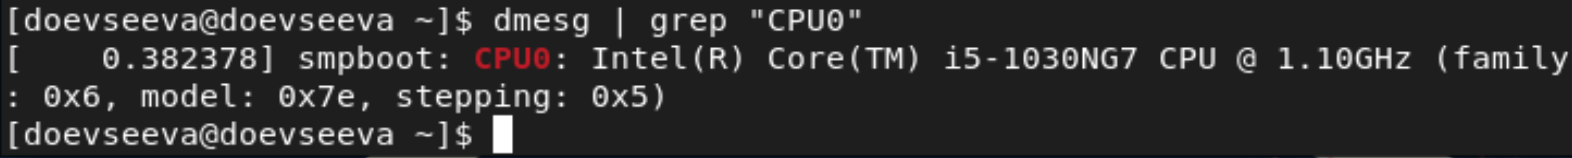 [doevseeva@doevseeva ~]$ dmesg | grep "CPU0"
[    0.382378] smpboot: CPU0: Intel(R) Core(TM) i5-1030NG7 CPU @ 1.10GHz (family
: 0x6, model: 0x7e, stepping: 0x5)
[doevseeva@doevseeva ~]$